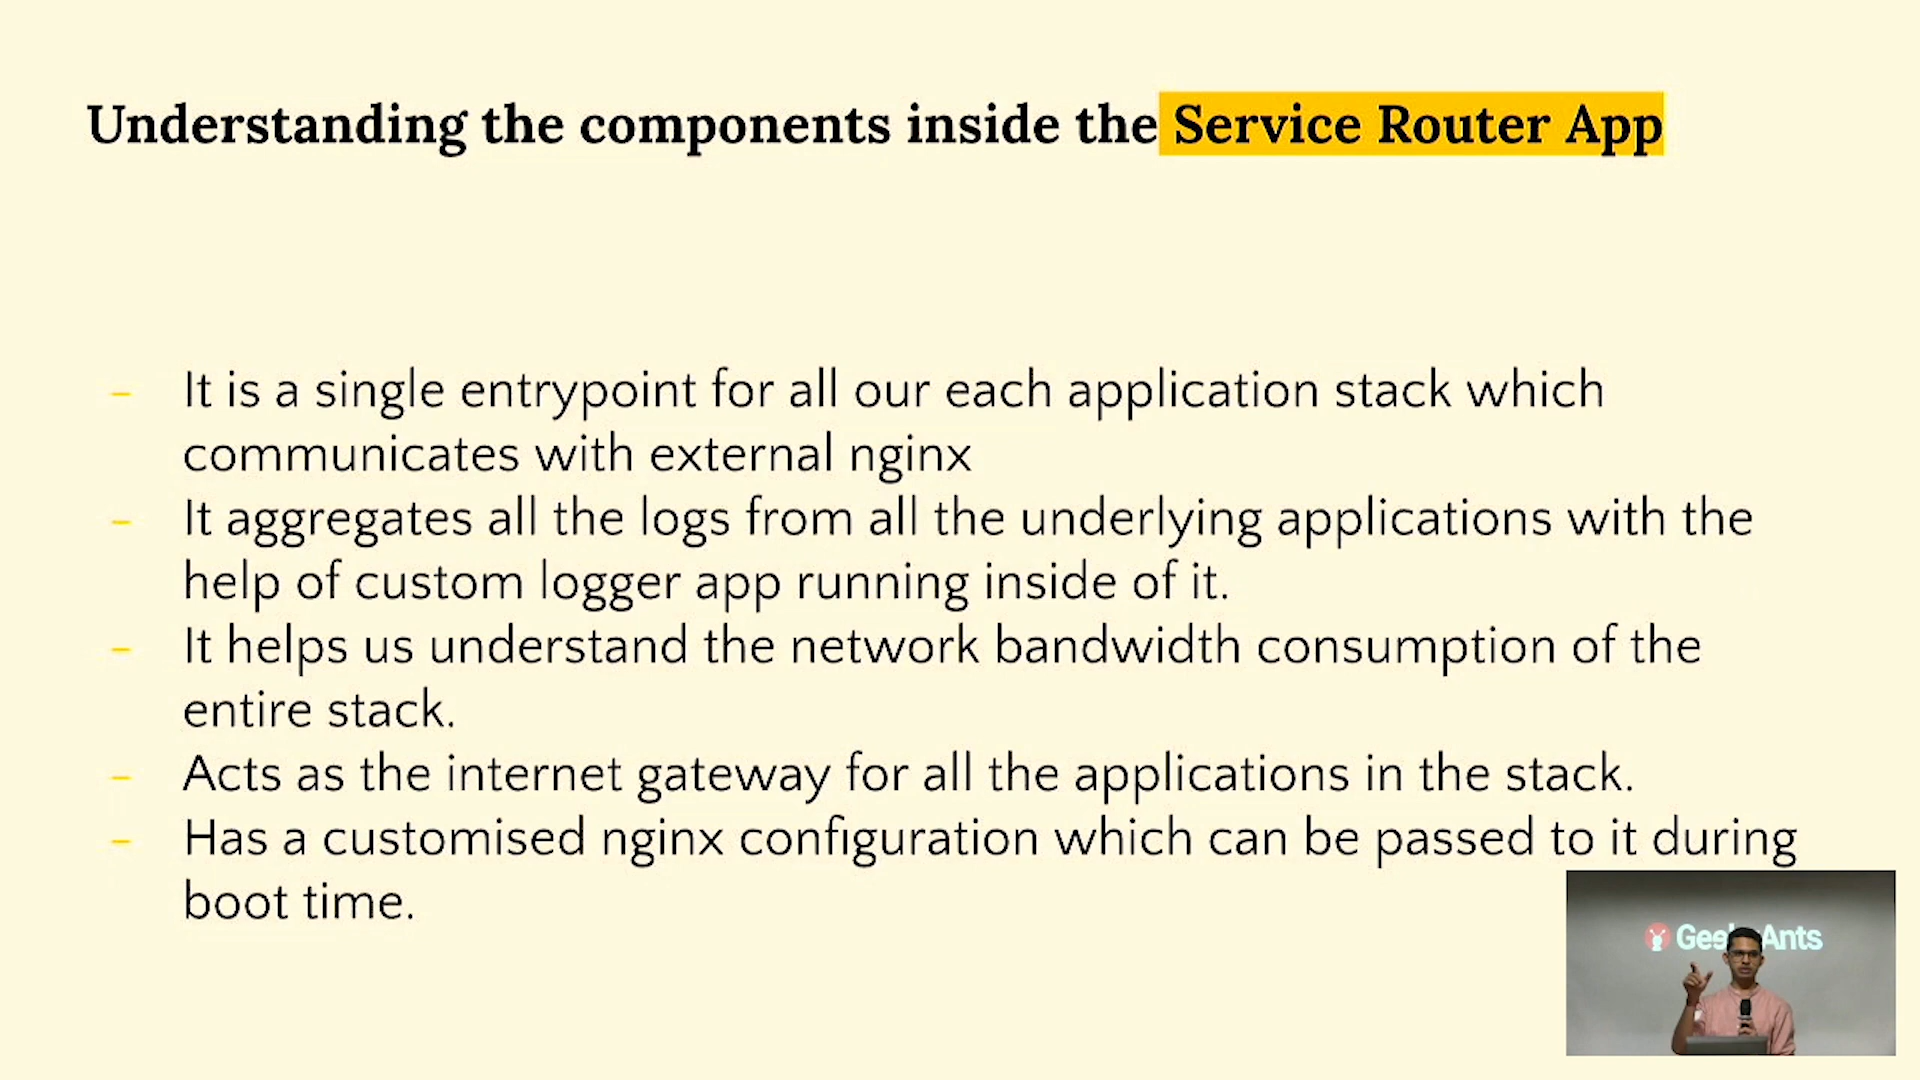 Understanding the components inside the Service Router App
- It is a single entrypoint for all our each application stack which
communicates with external nginx
- It aggregates all the logs from all the underlying applications with the
help of custom logger app running inside of it.
- It helps us understand the network bandwidth consumption of the
entire stack.
- Acts as the internet gateway for all the applications in the stack.
- Has a customised nginx configuration which can be passed to it during
boot time.